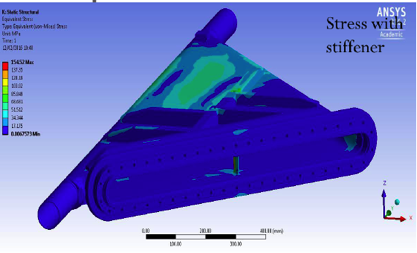 E: Static Structural
Equivalent Stress
Type: Equivalent (von-Mises) Stress
Unit: MPa
Time: 1
154.52 Max
0.0067573 Min
ANSYS
Academic
Stress with
stiffener
0.00
200.00
400.00 (mm)
100.00
300.00
Z
X